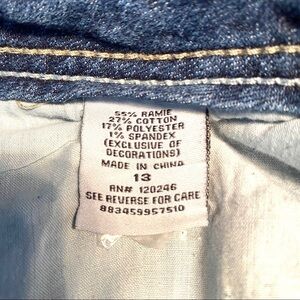 55% RAMIE
27% COTTON
17% POLYESTER
1% SPANDEX
(EXCLUSIVE OF
DECORATIONS)
MADE IN CHINA
13
RN# 120246
SEE REVERSE FOR CARE
883459957510